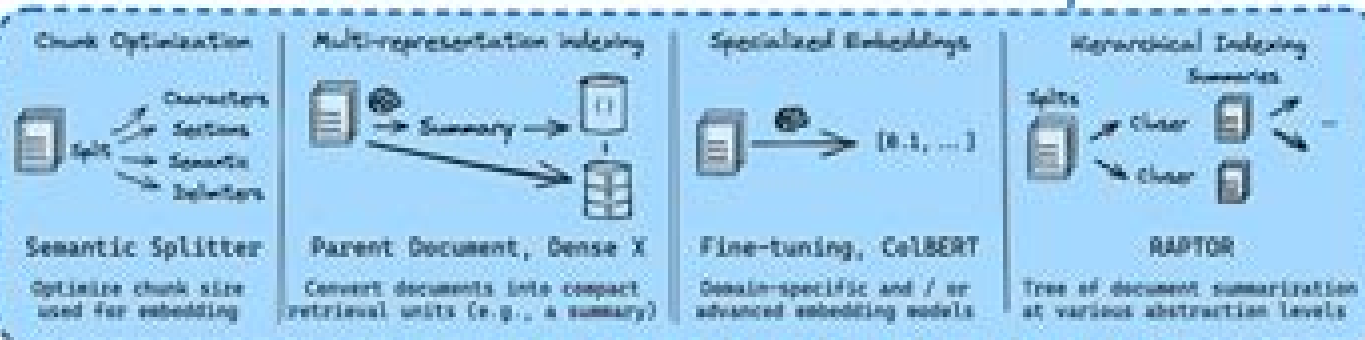 Chunk Optimization
Split
Characters
Sections
Semantic
Delimiters
Semantic Splitter
Optimize chunk size
used for embedding
Multi-representation indexing
Summary
Parent Document, Dense X
Convert documents into compact
retrieval units (e.g., a summary)
Specialized Embeddings
[0.1, ...]
Fine-tuning, ColBERT
Domain-specific and / or
advanced embedding models
Hierarchical Indexing
Summaries
Splits
Cluser
Cluser
...
RAPTOR
Tree of document summarization
at various abstraction levels